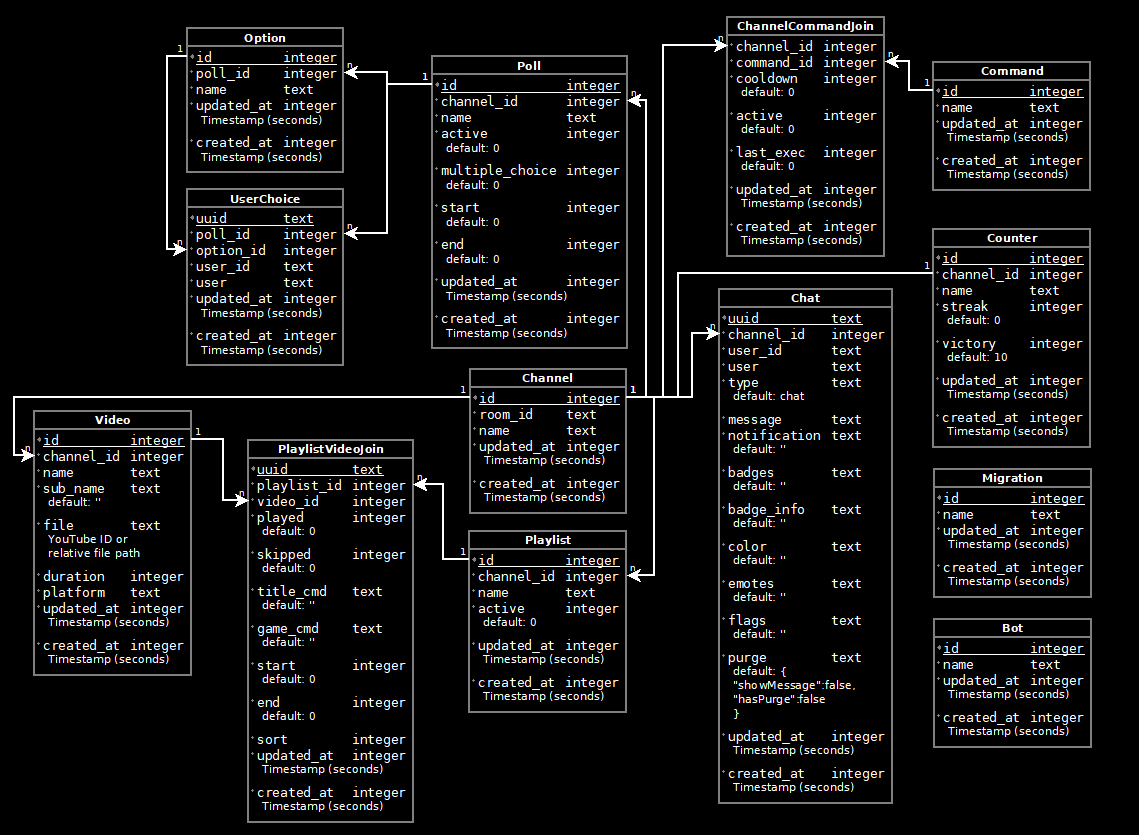 Option
id integer
poll_id integer
name text
updated_at integer
Timestamp (seconds)
created_at integer
Timestamp (seconds)
UserChoice
uuid text
poll_id integer
option_id integer
user_id text
user text
updated_at integer
Timestamp (seconds)
created_at integer
Timestamp (seconds)
Poll
id integer
channel_id integer
name text
active integer
default: 0
multiple_choice integer
default: 0
start integer
default: 0
end integer
default: 0
updated_at integer
Timestamp (seconds)
created_at integer
Timestamp (seconds)
ChannelCommandJoin
channel_id integer
command_id integer
cooldown integer
default: 0
active integer
default: 0
last_exec integer
default: 0
updated_at integer
Timestamp (seconds)
created_at integer
Timestamp (seconds)
Command
id integer
name text
updated_at integer
Timestamp (seconds)
created_at integer
Timestamp (seconds)
Counter
id integer
channel_id integer
name text
streak integer
default: 0
victory integer
default: 10
updated_at integer
Timestamp (seconds)
created_at integer
Timestamp (seconds)
Channel
id integer
room_id text
name text
updated_at integer
Timestamp (seconds)
created_at integer
Timestamp (seconds)
Video
id integer
channel_id integer
name text
sub_name text
default: ''
file text
YouTube ID or
relative file path
duration integer
platform text
updated_at integer
Timestamp (seconds)
created_at integer
Timestamp (seconds)
PlaylistVideoJoin
uuid text
playlist_id integer
video_id integer
played integer
default: 0
skipped integer
default: 0
title_cmd text
default: ''
game_cmd text
default: ''
start integer
default: 0
end integer
default: 0
sort integer
updated_at integer
Timestamp (seconds)
created_at integer
Timestamp (seconds)
Playlist
id integer
channel_id integer
name text
active integer
default: 0
updated_at integer
Timestamp (seconds)
created_at integer
Timestamp (seconds)
Chat
uuid text
channel_id integer
user_id text
user text
type text
default: chat
message text
notification text
default: ''
badges text
default: ''
badge_info text
default: ''
color text
default: ''
emotes text
default: ''
flags text
default: ''
purge text
default: {
"showMessage":false,
"hasPurge":false
}
updated_at integer
Timestamp (seconds)
created_at integer
Timestamp (seconds)
Migration
id integer
name text
updated_at integer
Timestamp (seconds)
created_at integer
Timestamp (seconds)
Bot
id integer
name text
updated_at integer
Timestamp (seconds)
created_at integer
Timestamp (seconds)
1
n
1
n
n
1
n
n
1
n
1
n
1
n
1
n
1
n
n